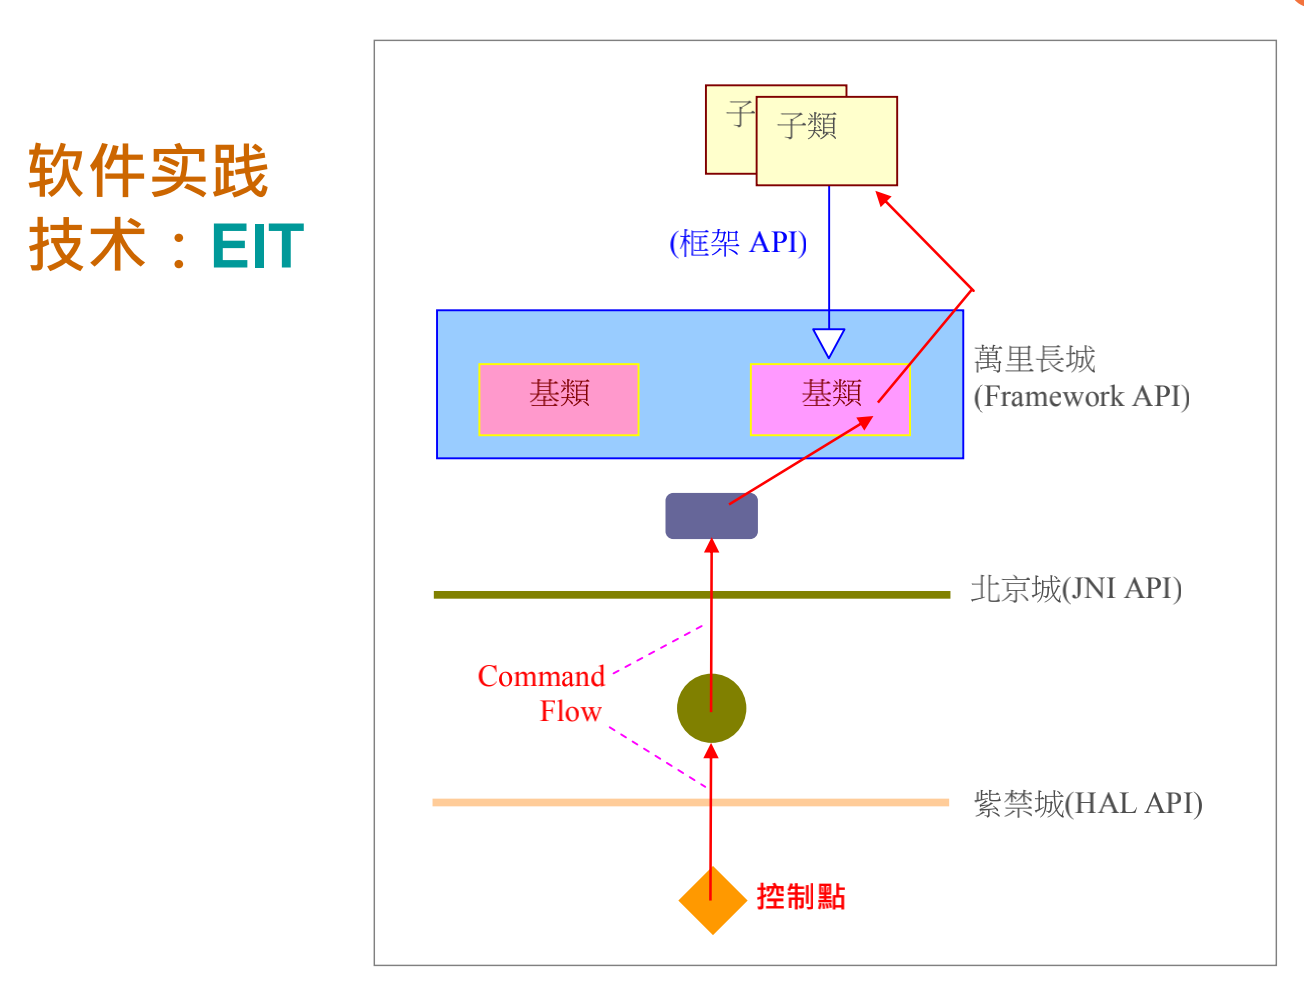 软件实践
技术：EIT
子
子類
(框架 API)
基類
基類
萬里長城
(Framework API)
北京城(JNI API)
Command
Flow
紫禁城(HAL API)
控制點